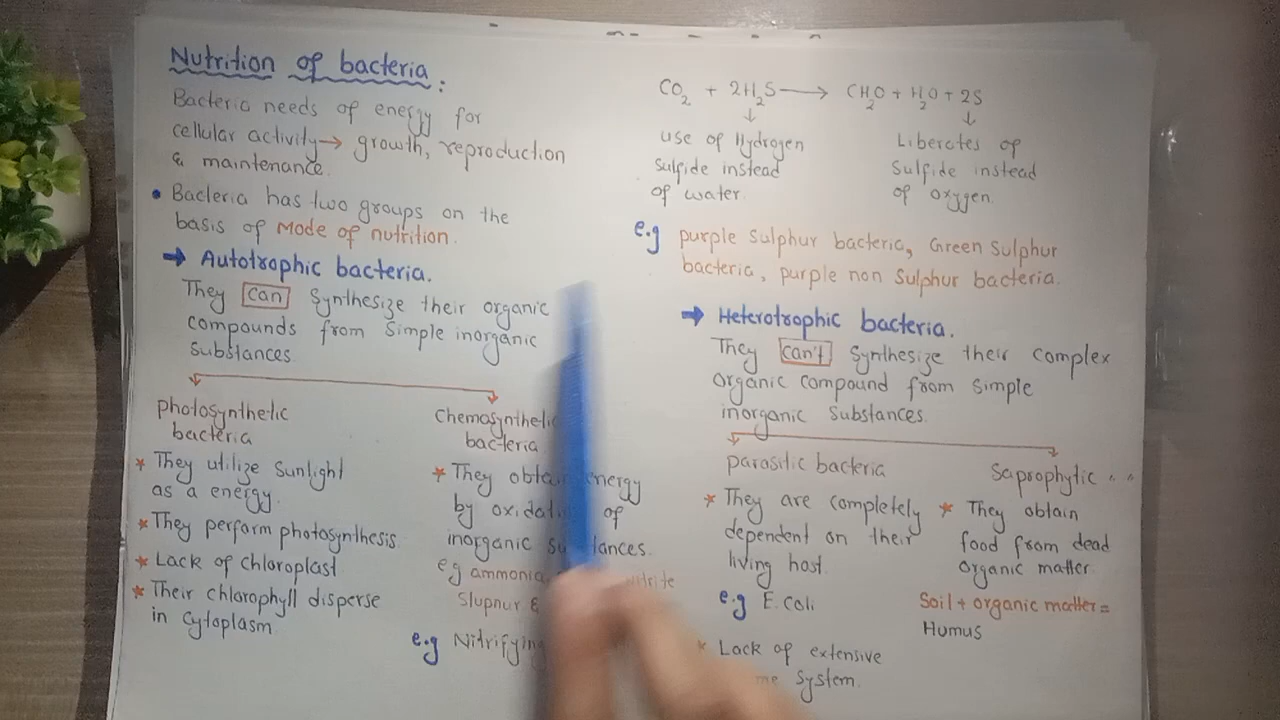 Nutrition of bacteria :
Bacteria needs of energy for
cellular activity→ growth, reproduction
& maintenance.
• Bacteria has two groups on the
basis of Mode of nutrition.
→ Autotrophic bacteria.
They can Synthesize their organic
compounds from Simple inorganic
Substances
photosynthetic
bacteria
* They utilize Sunlight
as a energy.
* They perform photosynthesis.
* Lack of chloroplast
* Their chlorophyll disperse
in Cytoplasm
bacteria
* They energy
by of
inorganic
eg ammonia
Slupnur &
e.g Nitrifying
CO2 + 2H2S → CH2O + H2O + 2S
use of Hydrogen
Sulfide instead
of water.
Liberates of
Sulfide instead
of oxygen.
e.g purple Sulphur bacteria, Green Sulphur
bacteria, purple non Sulphur bacteria.
→ Heterotrophic bacteria.
They can't Synthesize their complex
Organic compound from Simple
inorganic Substances.
parasitic bacteria
* They are completely
dependent on their
living host.
e.g E.coli
* Lack of extensive
System.
Saprophytic " "
* They obtain
food from dead
Organic matter
Soil + organic matter =
Humus